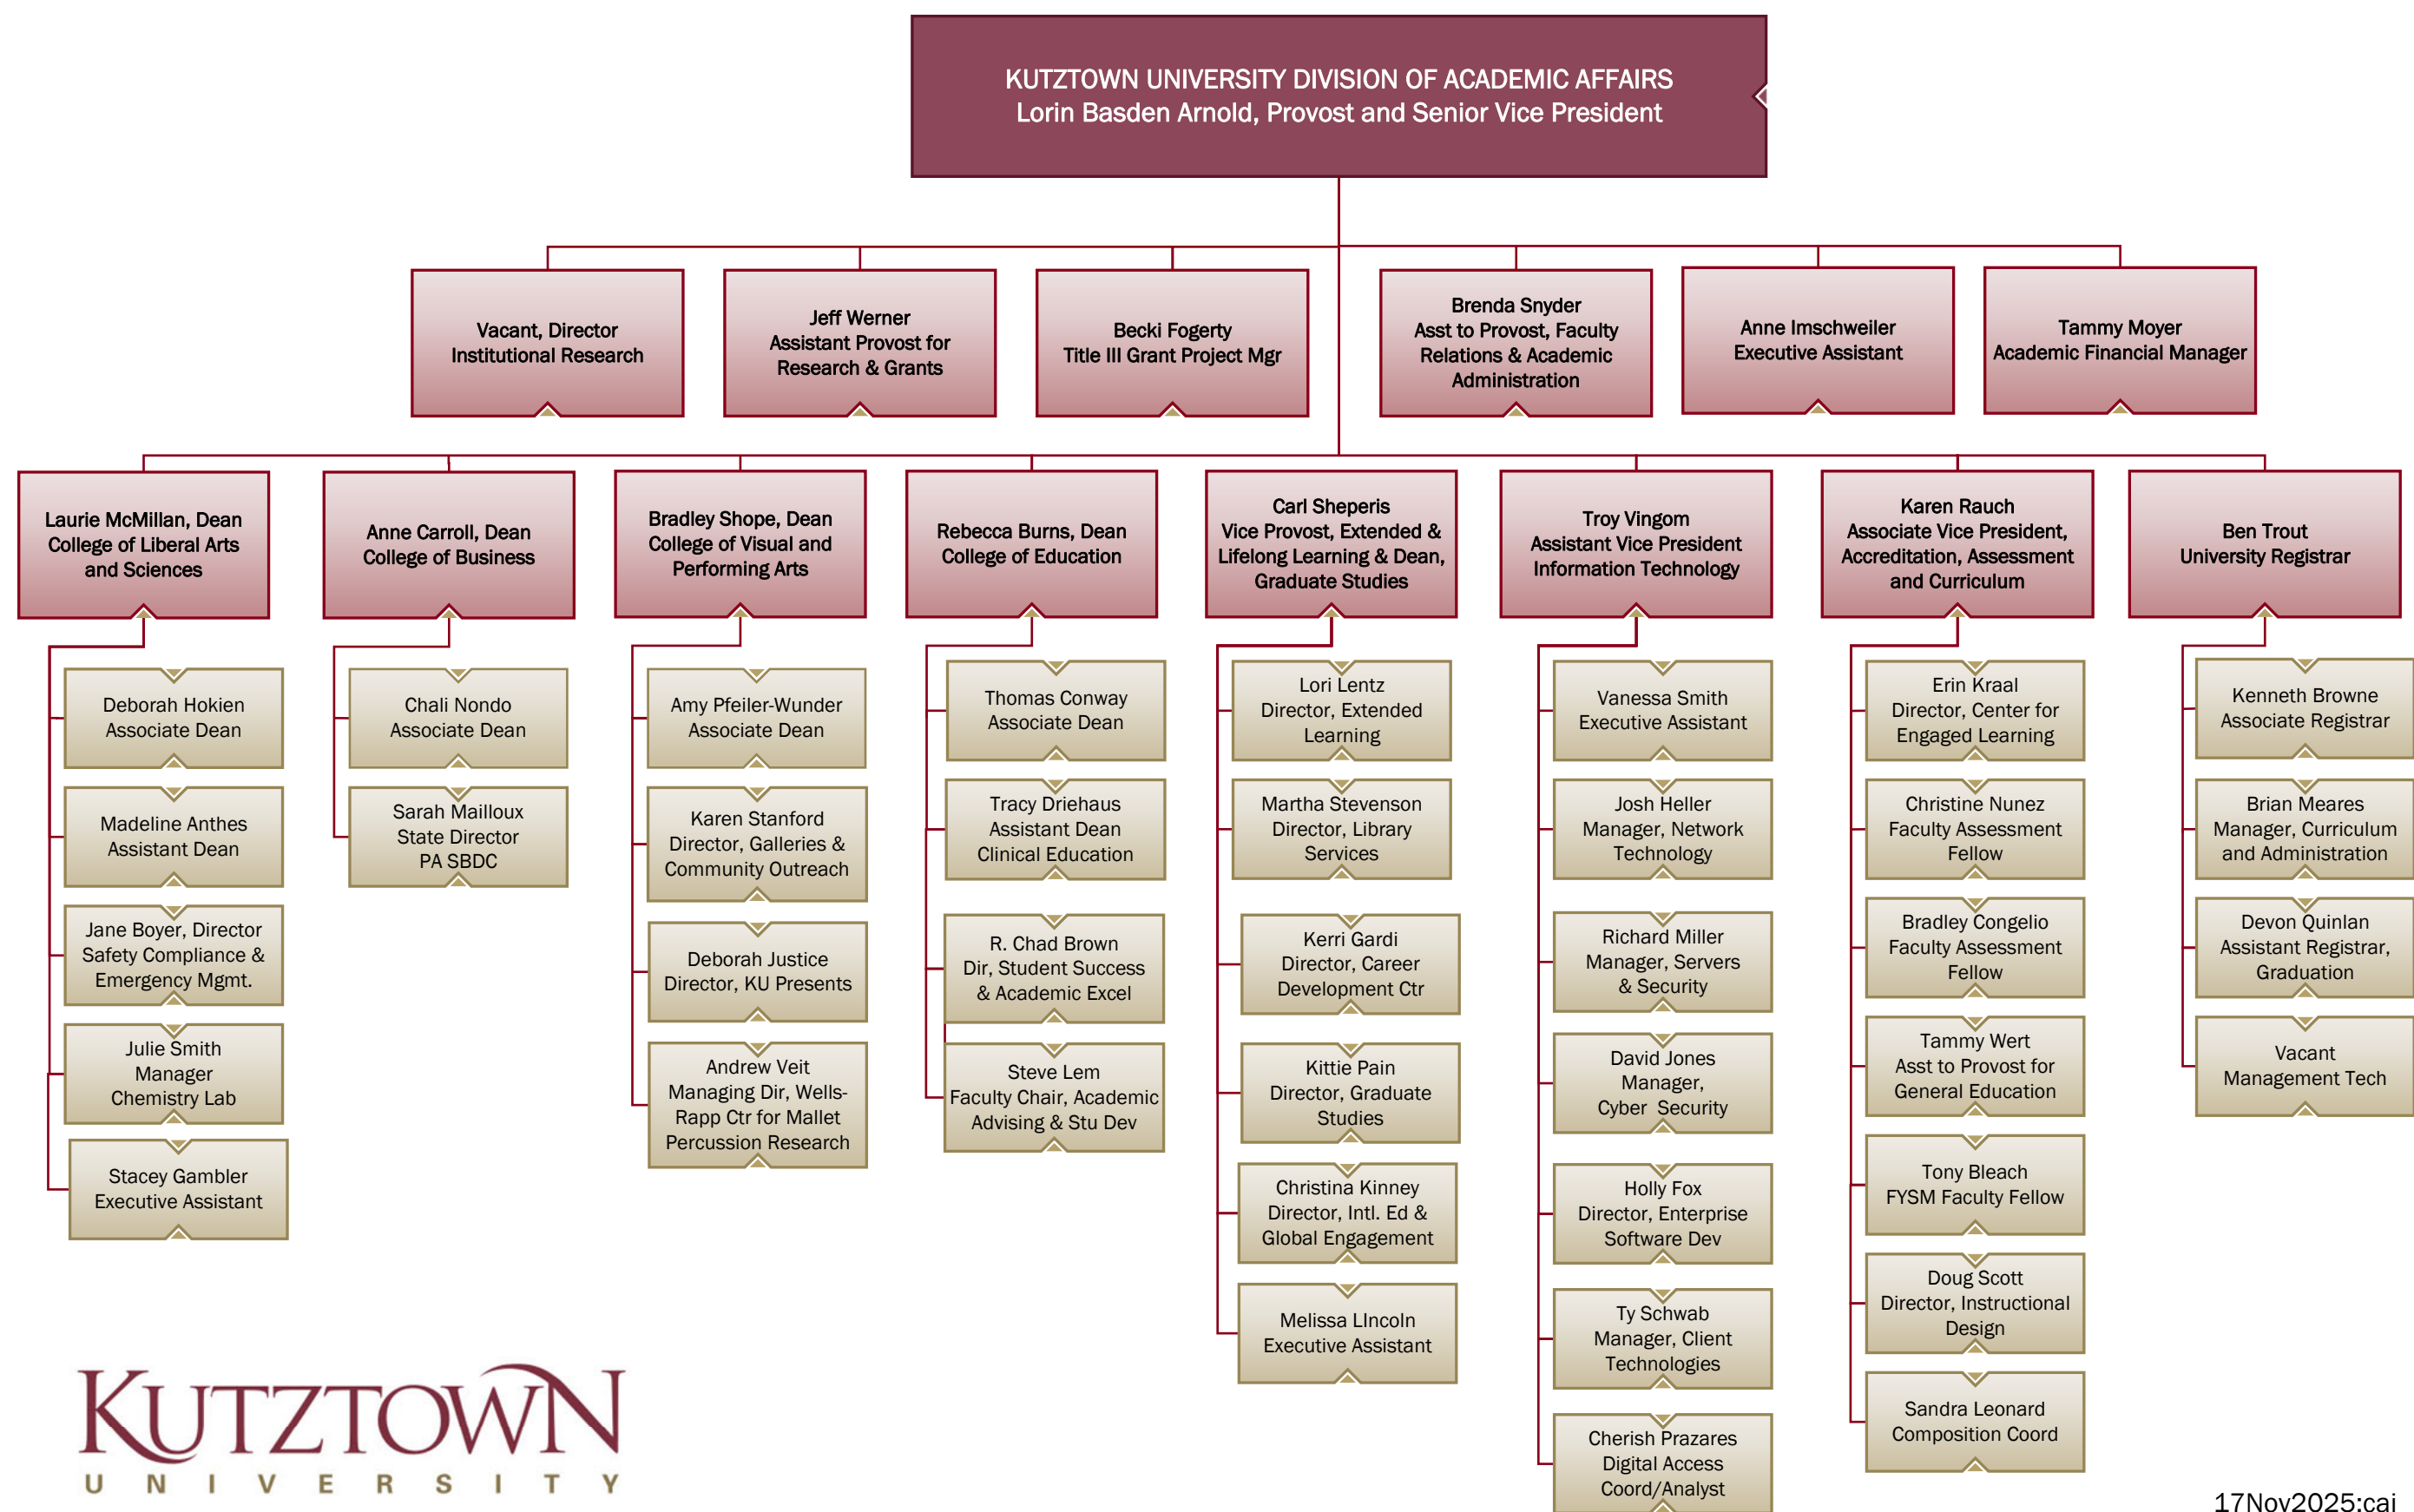 KUTZTOWN UNIVERSITY DIVISION OF ACADEMIC AFFAIRS
Lorin Basden Arnold, Provost and Senior Vice President
Vacant, Director
Institutional Research
Jeff Werner
Assistant Provost for
Research & Grants
Becki Fogerty
Title III Grant Project Mgr
Brenda Snyder
Asst to Provost, Faculty
Relations & Academic
Administration
Anne Imschweiler
Executive Assistant
Tammy Moyer
Academic Financial Manager
Laurie McMillan, Dean
College of Liberal Arts
and Sciences
Anne Carroll, Dean
College of Business
Bradley Shope, Dean
College of Visual and
Performing Arts
Rebecca Burns, Dean
College of Education
Carl Sheperis
Vice Provost, Extended &
Lifelong Learning & Dean,
Graduate Studies
Troy Vingom
Assistant Vice President
Information Technology
Karen Rauch
Associate Vice President,
Accreditation, Assessment
and Curriculum
Ben Trout
University Registrar
Deborah Hokien
Associate Dean
Madeline Anthes
Assistant Dean
Jane Boyer, Director
Safety Compliance &
Emergency Mgmt.
Julie Smith
Manager
Chemistry Lab
Stacey Gambler
Executive Assistant
Chali Nondo
Associate Dean
Sarah Mailloux
State Director
PA SBDC
Amy Pfeiler-Wunder
Associate Dean
Karen Stanford
Director, Galleries &
Community Outreach
Deborah Justice
Director, KU Presents
Andrew Veit
Managing Dir, Wells-
Rapp Ctr for Mallet
Percussion Research
Thomas Conway
Associate Dean
Tracy Driehaus
Assistant Dean
Clinical Education
R. Chad Brown
Dir, Student Success
& Academic Excel
Steve Lem
Faculty Chair, Academic
Advising & Stu Dev
Lori Lentz
Director, Extended
Learning
Martha Stevenson
Director, Library
Services
Kerri Gardi
Director, Career
Development Ctr
Kittie Pain
Director, Graduate
Studies
Christina Kinney
Director, Intl. Ed &
Global Engagement
Melissa LIncoln
Executive Assistant
Vanessa Smith
Executive Assistant
Josh Heller
Manager, Network
Technology
Richard Miller
Manager, Servers
& Security
David Jones
Manager,
Cyber Security
Holly Fox
Director, Enterprise
Software Dev
Ty Schwab
Manager, Client
Technologies
Cherish Prazares
Digital Access
Coord/Analyst
Erin Kraal
Director, Center for
Engaged Learning
Christine Nunez
Faculty Assessment
Fellow
Bradley Congelio
Faculty Assessment
Fellow
Tammy Wert
Asst to Provost for
General Education
Tony Bleach
FYSM Faculty Fellow
Doug Scott
Director, Instructional
Design
Sandra Leonard
Composition Coord
Kenneth Browne
Associate Registrar
Brian Meares
Manager, Curriculum
and Administration
Devon Quinlan
Assistant Registrar,
Graduation
Vacant
Management Tech
KUTZTOWN
UNIVERSITY
17Nov2025:caj